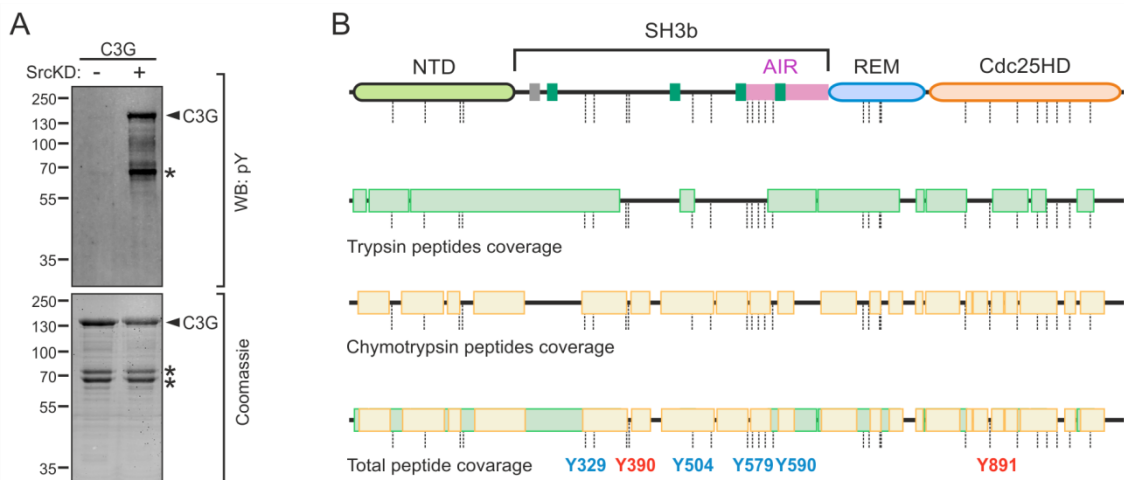 A
C3G
SrcKD: - +
250
130
100
70
55
35
C3G
*
WB: pY
250
130
100
70
55
35
C3G
*
*
Coomassie
B
SH3b
NTD
AIR
REM
Cdc25HD
Trypsin peptides coverage
Chymotrypsin peptides coverage
Total peptide covarage
Y329 Y390 Y504 Y579 Y590 Y891